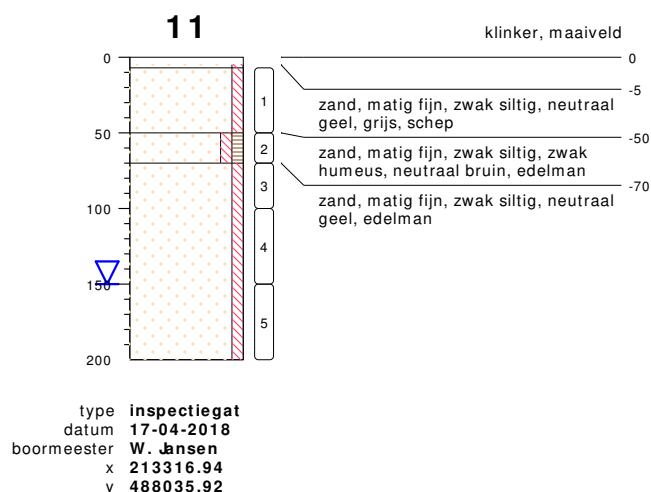 11
klinker, maaiveld
0
0
-5
zand, matig fijn, zwak siltig, neutraal
geel, grijs, schep
1
50
-50
2
zand, matig fijn, zwak siltig, zwak
humeus, neutraal bruin, edelman
-70
3
zand, matig fijn, zwak siltig, neutraal
geel, edelman
100
4
150
5
200
type inspectiegat
datum 17-04-2018
boormeester W. Jansen
x 213316.94
y 488035.92